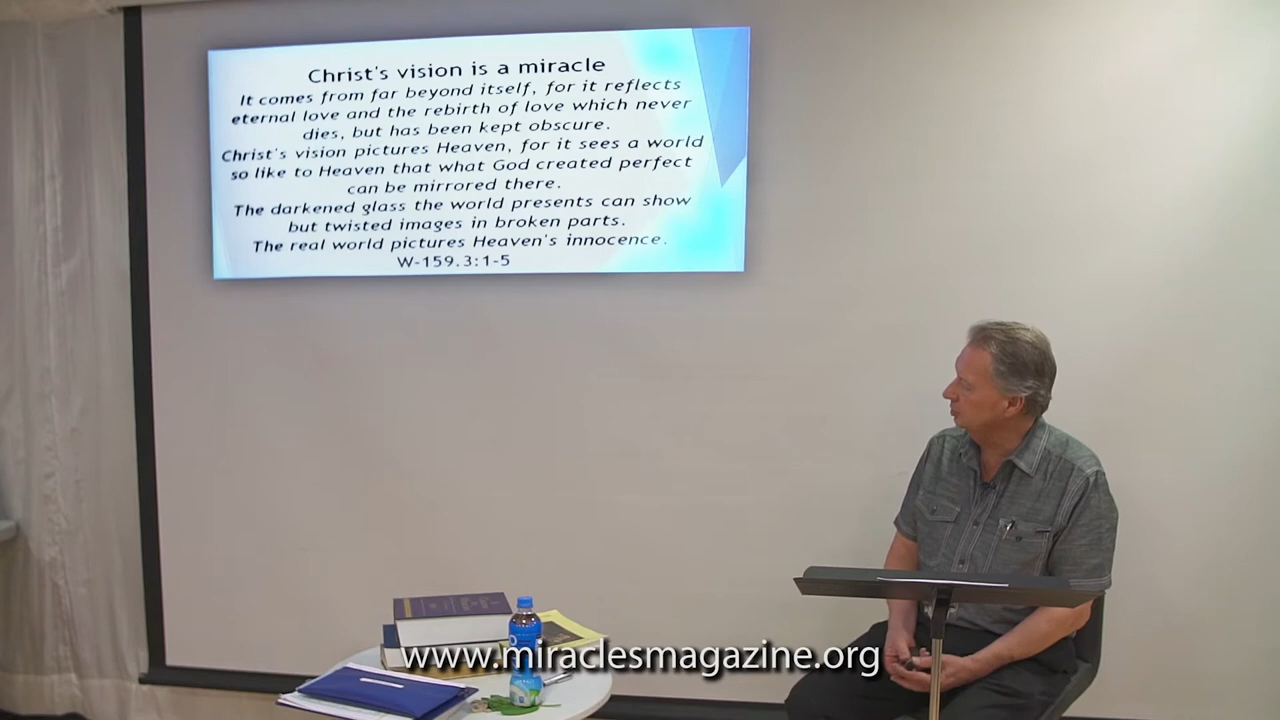 Christ's vision is a miracle
It comes from far beyond itself, for it reflects
eternal love and the rebirth of love which never
dies, but has been kept obscure.
Christ's vision pictures Heaven, for it sees a world
so like to Heaven that what God created perfect
can be mirrored there.
The darkened glass the world presents can show
but twisted images in broken parts.
The real world pictures Heaven's innocence.
W-159.3:1-5
www.miraclesmagazine.org